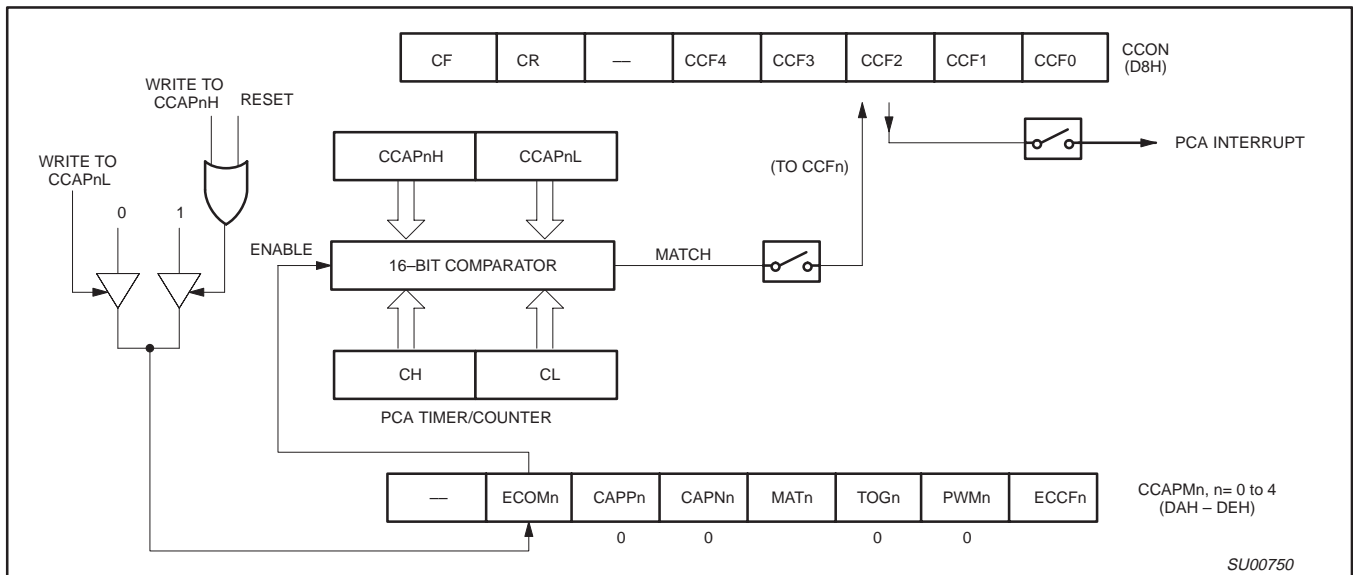 CF CR — CCF4 CCF3 CCF2 CCF1 CCF0
CCON
(D8H)
WRITE TO
CCAPnH
RESET
WRITE TO
CCAPnL
0 1
CCAPnH CCAPnL
(TO CCFn)
PCA INTERRUPT
ENABLE
16–BIT COMPARATOR
MATCH
CH CL
PCA TIMER/COUNTER
— ECOMn CAPPn CAPNn MATn TOGn PWMn ECCFn
0 0 0 0
CCAPMn, n= 0 to 4
(DAH – DEH)
SU00750